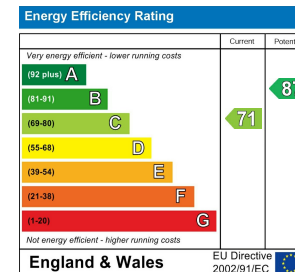 Energy Efficiency Rating
Current
Very energy efficient - lower running costs
(92 plus) A
(81-91) B
(69-80) C
71
(55-68) D
(39-54) E
(21-38) F
(1-20) G
Not energy efficient - higher running costs
England & Wales
EU Directive
2002/91/EC